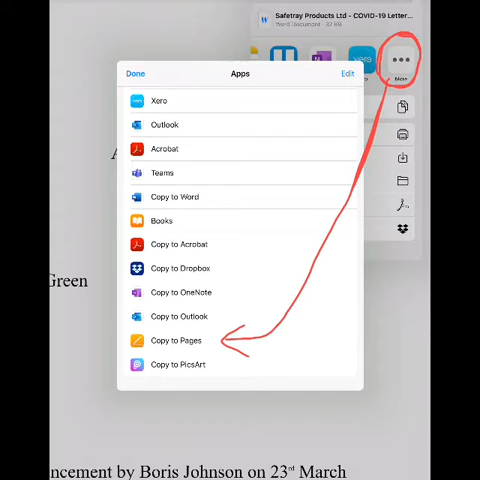 Safetray Products Ltd - COVID-19 Letter...
Word Document · 32 KB
xero
More
Done Apps Edit
Xero
Outlook
Acrobat
Teams
Copy to Word
Books
Copy to Acrobat
Copy to Dropbox
Copy to OneNote
Copy to Outlook
Copy to Pages
Copy to PicsArt
Green
ncement by Boris Johnson on 23rd March